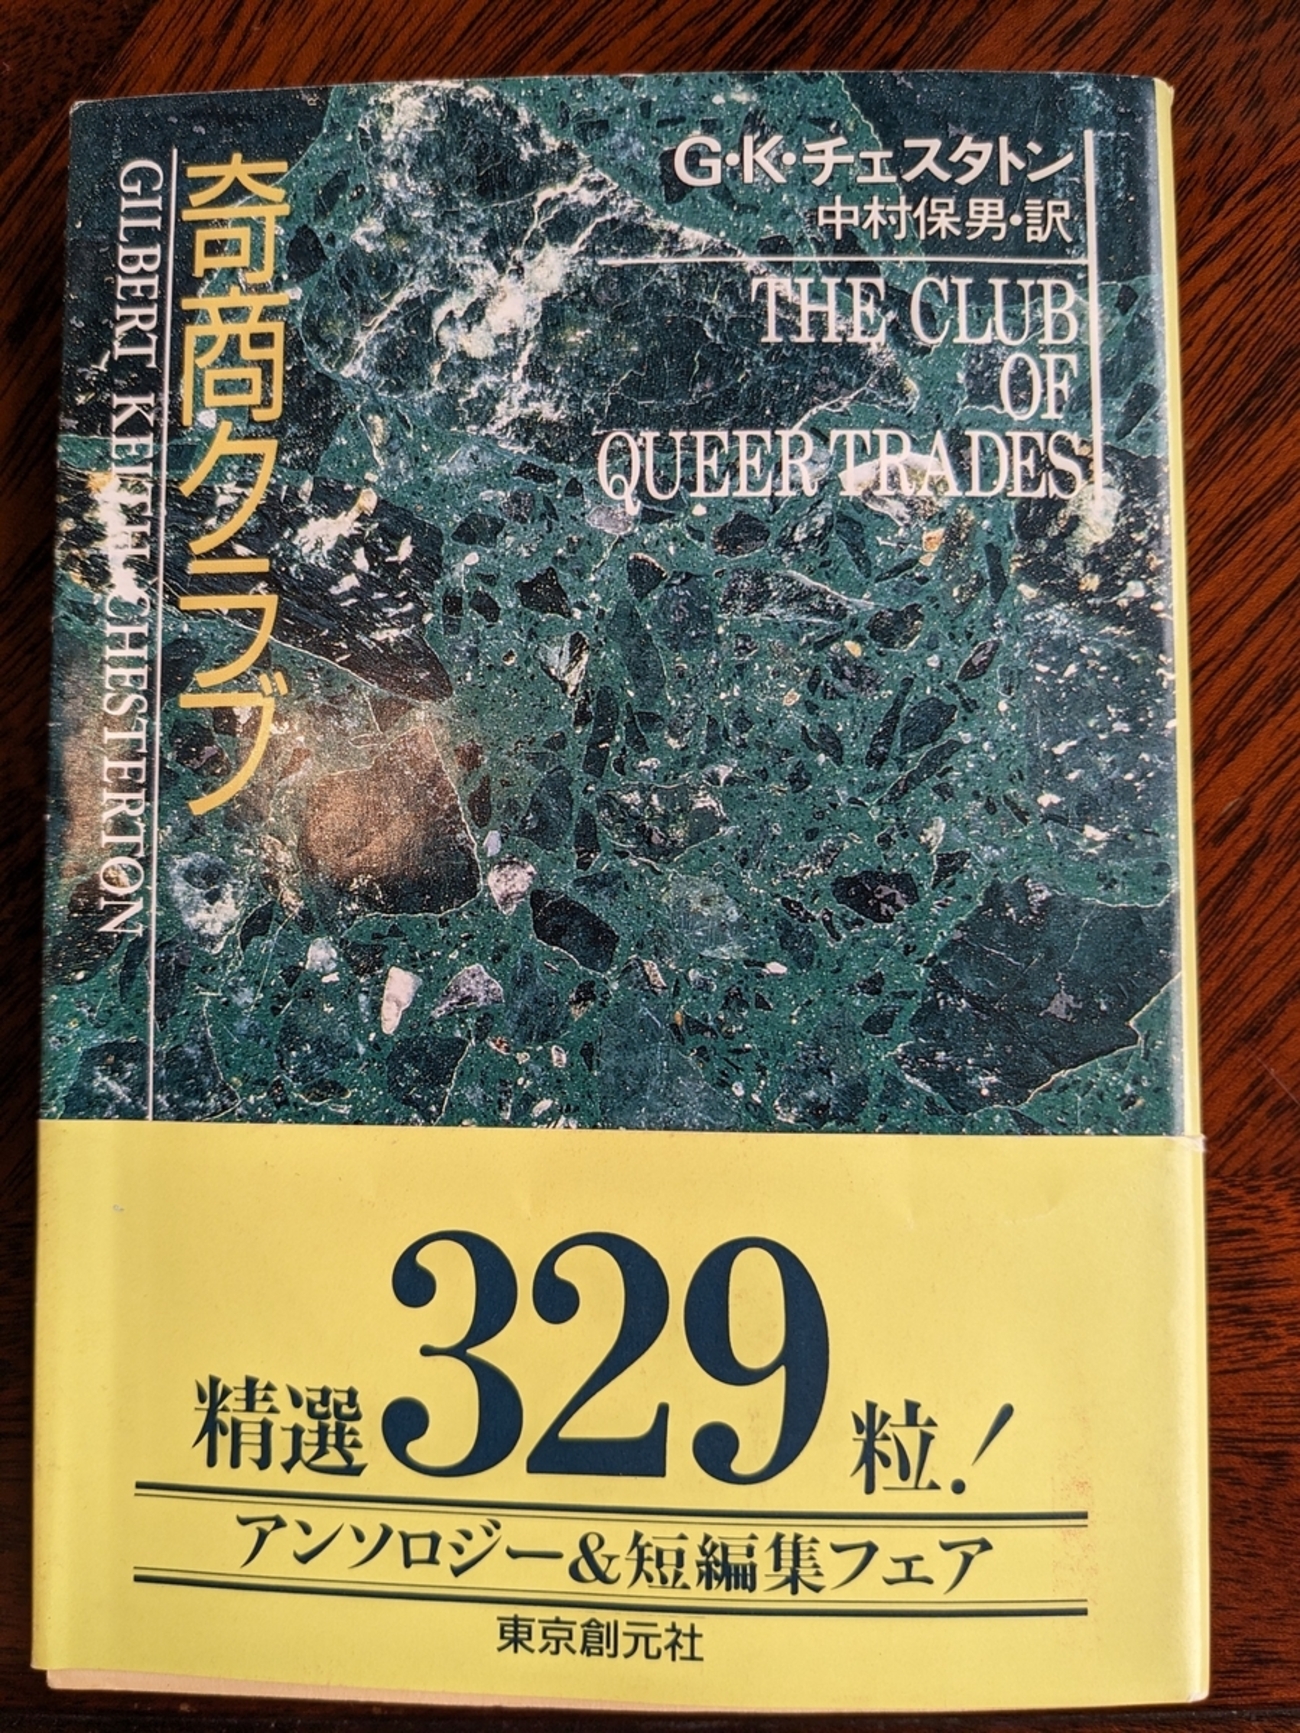 G・K・チェスタトン
中村保男・訳
THE CLUB
OF
QUEER TRADES
奇商クラブ
GILBERT KEITH CHESTERTON
精選329粒！
アンソロジー&短編集フェア
東京創元社